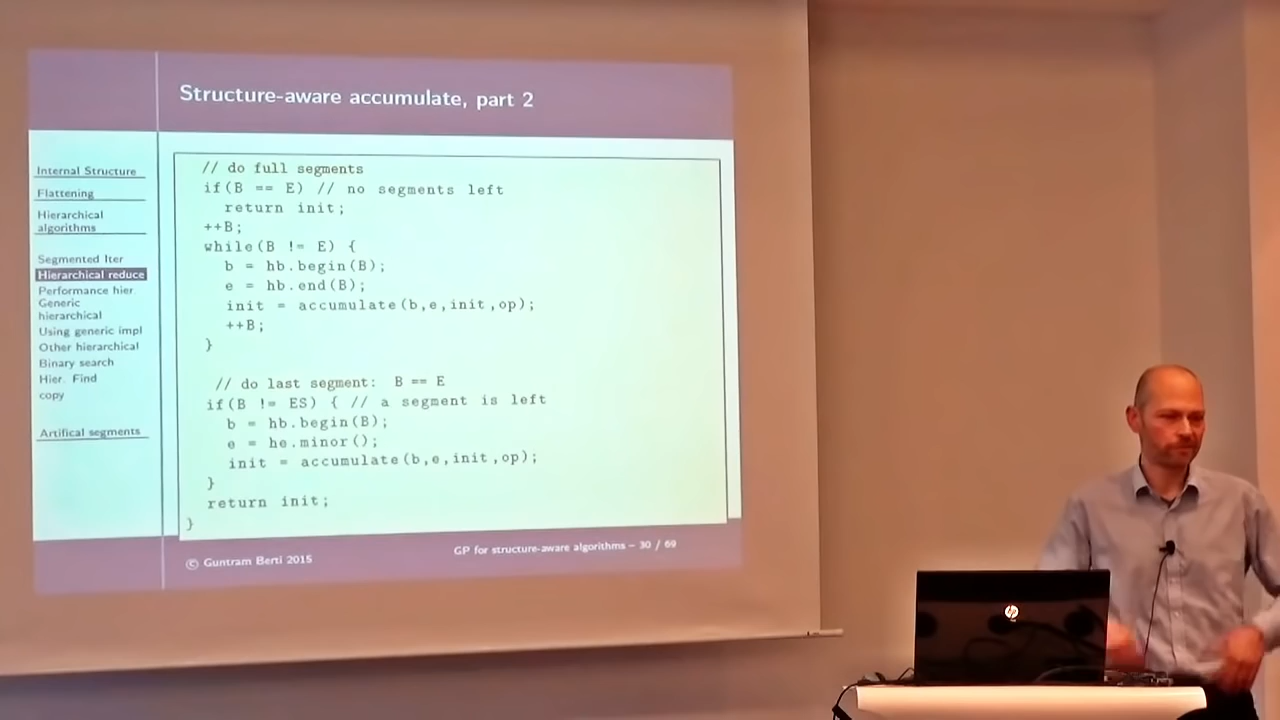 Structure-aware accumulate, part 2
Internal Structure
Flattening
Hierarchical
algorithms
Segmented Iter
Hierarchical reduce
Performance hier.
Generic
hierarchical
Using generic impl
Other hierarchical
Binary search
Hier. Find
copy
Artifical segments
// do full segments
if(B == E) // no segments left
return init;
++B;
while(B != E) {
b = hb.begin(B);
e = hb.end(B);
init = accumulate(b,e,init,op);
++B;
}
// do last segment: B == E
if(B != ES) { // a segment is left
b = hb.begin(B);
e = he.minor();
init = accumulate(b,e,init,op);
}
return init;
}
© Guntram Berti 2015
GP for structure-aware algorithms – 30 / 69
hp